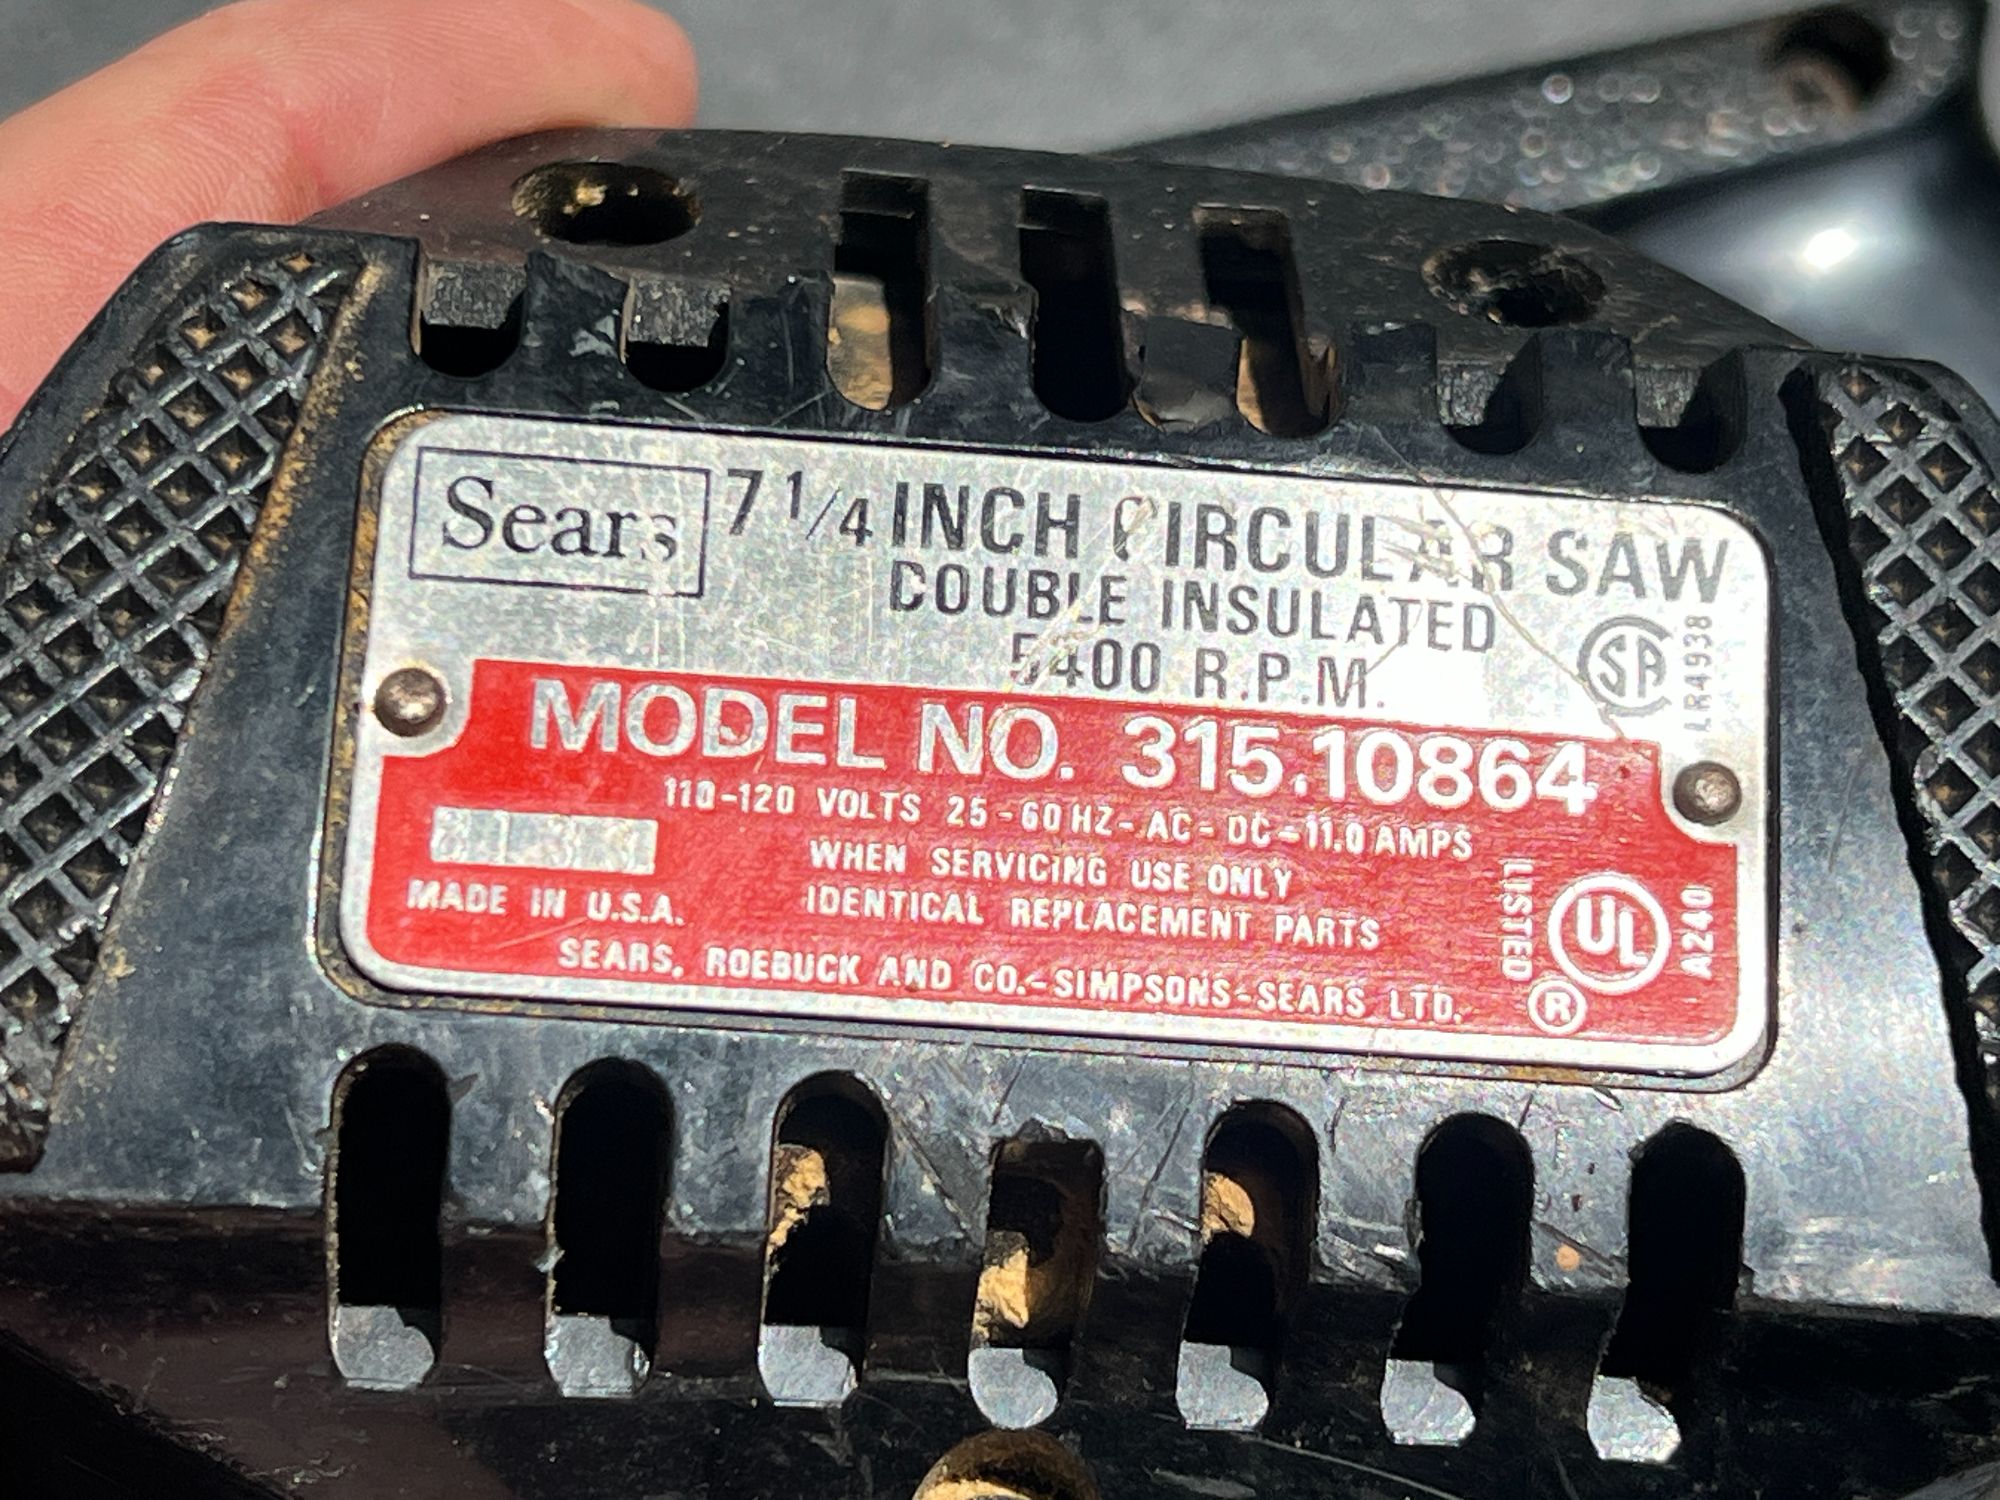 Sears
7 1/4 INCH CIRCULAR SAW
DOUBLE INSULATED
5400 R.P.M.
SA
LR4938
MODEL NO. 315.10864
110-120 VOLTS 25-60 HZ-AC-DC-11.0 AMPS
WHEN SERVICING USE ONLY
IDENTICAL REPLACEMENT PARTS
MADE IN U.S.A.
SEARS, ROEBUCK AND CO.-SIMPSONS-SEARS LTD.
LISTED
UL
®
A240